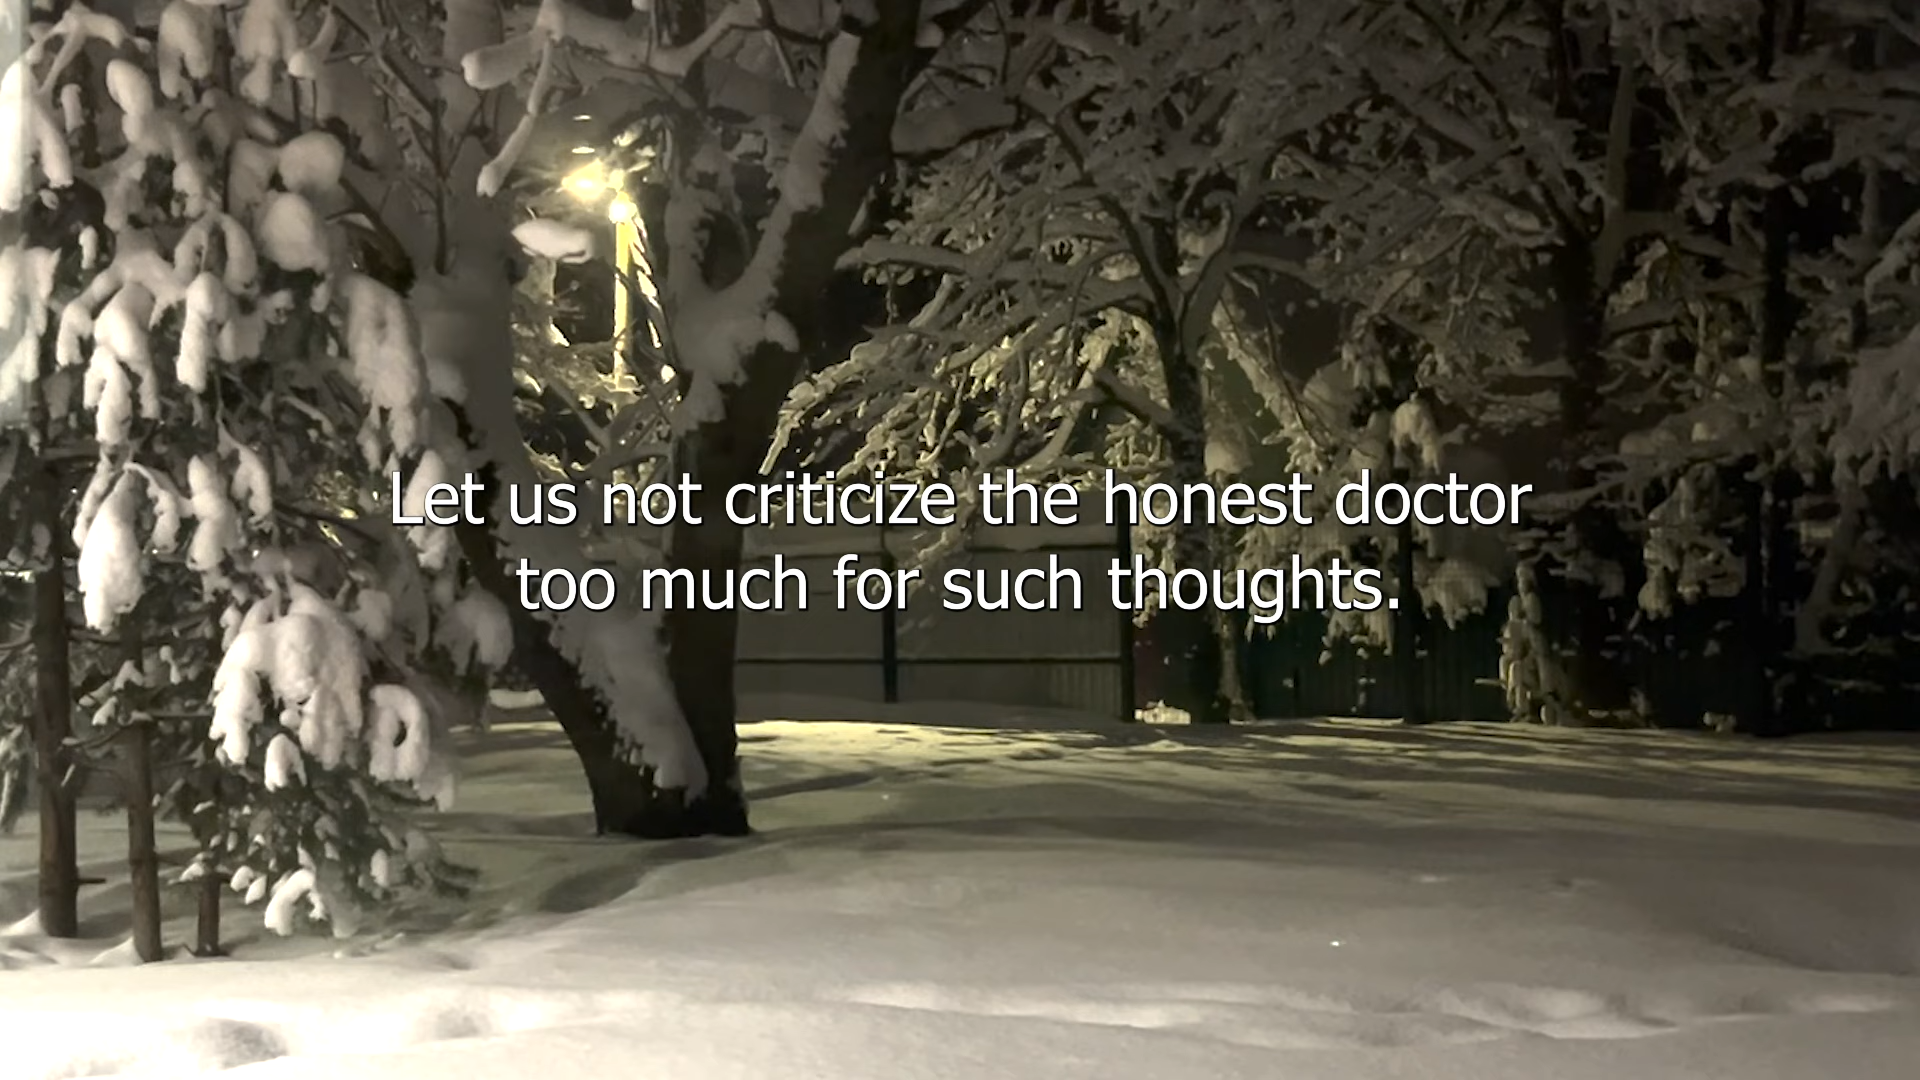 Let us not criticize the honest doctor
too much for such thoughts.